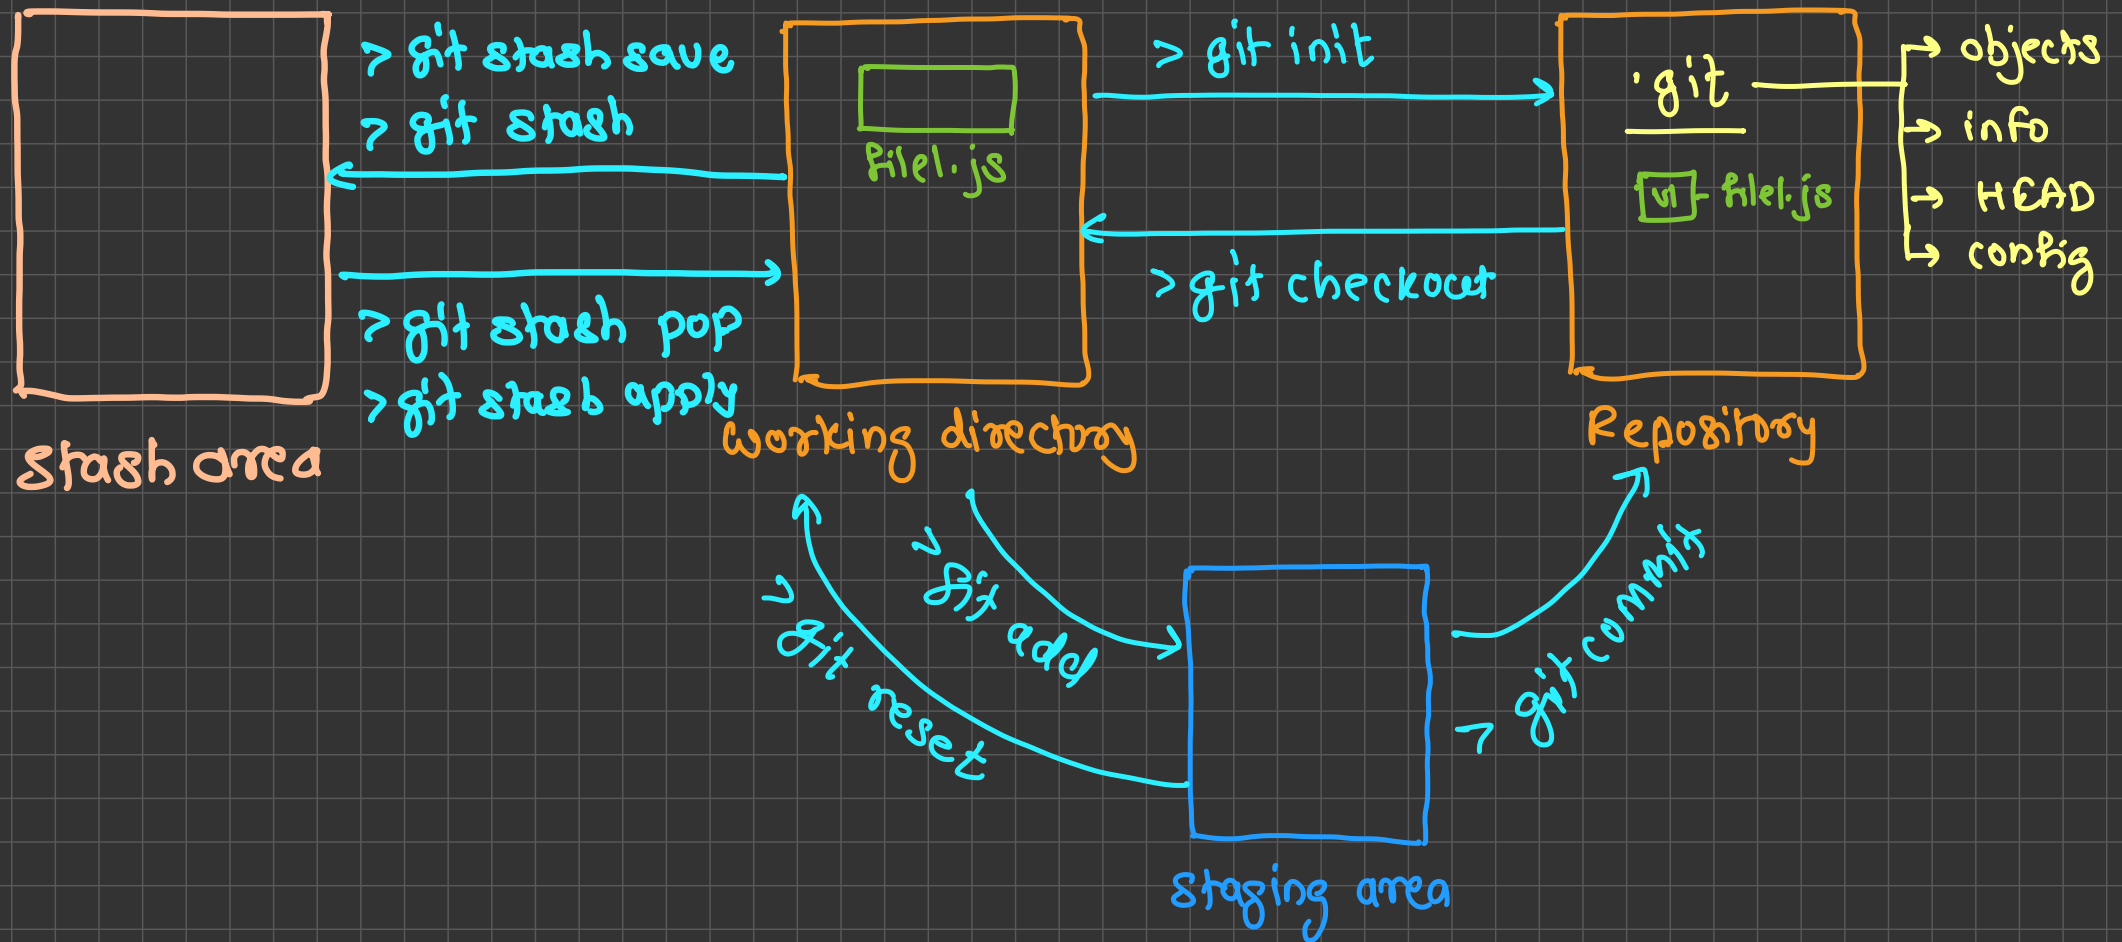 > git stash save
> git stash
> git stash pop
> git stash apply
stash area
file1.js
working directory
> git init
> git checkout
.git
v1 - file1.js
Repository
objects
info
HEAD
config
> git add
> git reset
> git commit
staging area